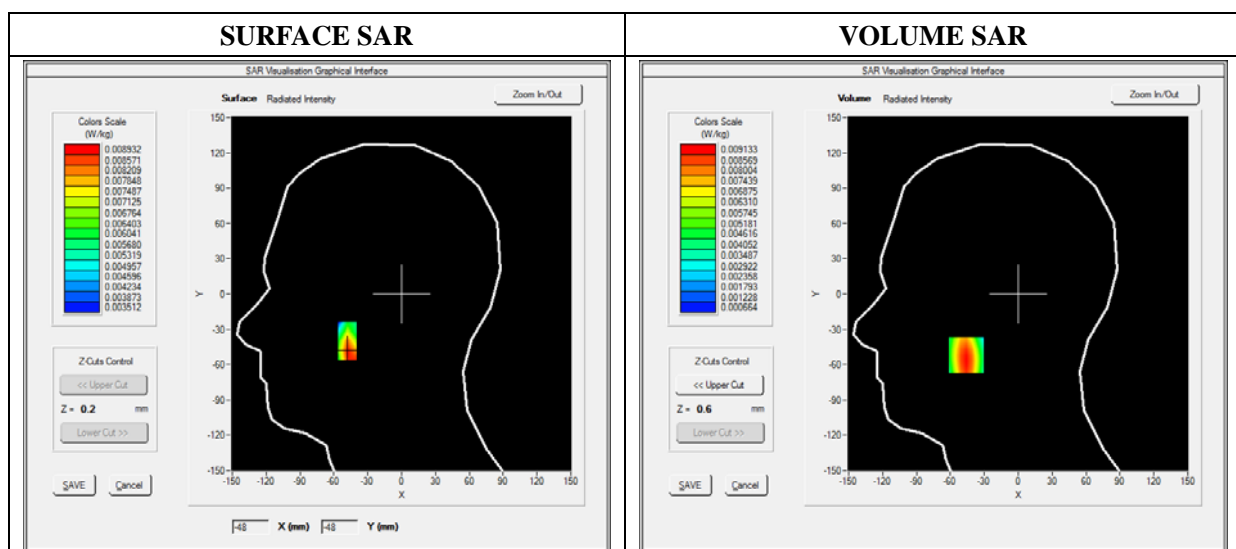 SURFACE SAR
VOLUME SAR
SAR Visualisation Graphical Interface
Surface Radiated Intensity
Zoom In/Out
Colors Scale
(W/kg)
0.008932
0.008571
0.008209
0.007848
0.007487
0.007125
0.006764
0.006403
0.006041
0.005680
0.005319
0.004957
0.004596
0.004234
0.003873
0.003512
150
120
90
60
30
0
-30
-60
-90
-120
-150
Y
-150 -120 -90 -60 -30 0 30 60 90 120 150
X
Z-Cuts Control
<< Upper Cut
Z = 0.2 mm
Lower Cut >>
SAVE Cancel
-48 X (mm) -48 Y (mm)
SAR Visualisation Graphical Interface
Volume Radiated Intensity
Zoom In/Out
Colors Scale
(W/kg)
0.009133
0.008569
0.008004
0.007439
0.006875
0.006310
0.005745
0.005181
0.004616
0.004052
0.003487
0.002922
0.002358
0.001793
0.001228
0.000664
150
120
90
60
30
0
-30
-60
-90
-120
-150
Y
-150 -120 -90 -60 -30 0 30 60 90 120 150
X
Z-Cuts Control
<< Upper Cut
Z = 0.6 mm
Lower Cut >>
SAVE Cancel